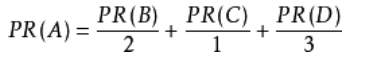 PR(A) = PR(B)/2 + PR(C)/1 + PR(D)/3